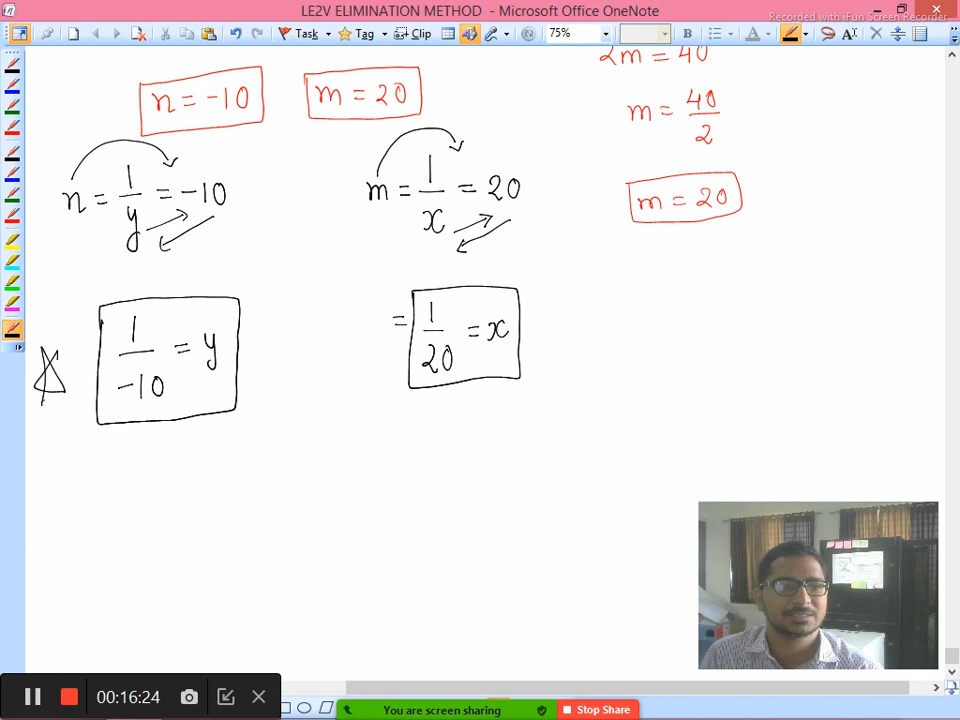 LE2V ELIMINATION METHOD - Microsoft Office OneNote
Recorded with iFun Screen Recorder
Task Tag Clip 75% B A
2m = 40
n = -10 m = 20
m = 40/2
n = 1/y = -10 m = 1/x = 20
m = 20
1/-10 = y = 1/20 = x
00:16:24
You are screen sharing Stop Share